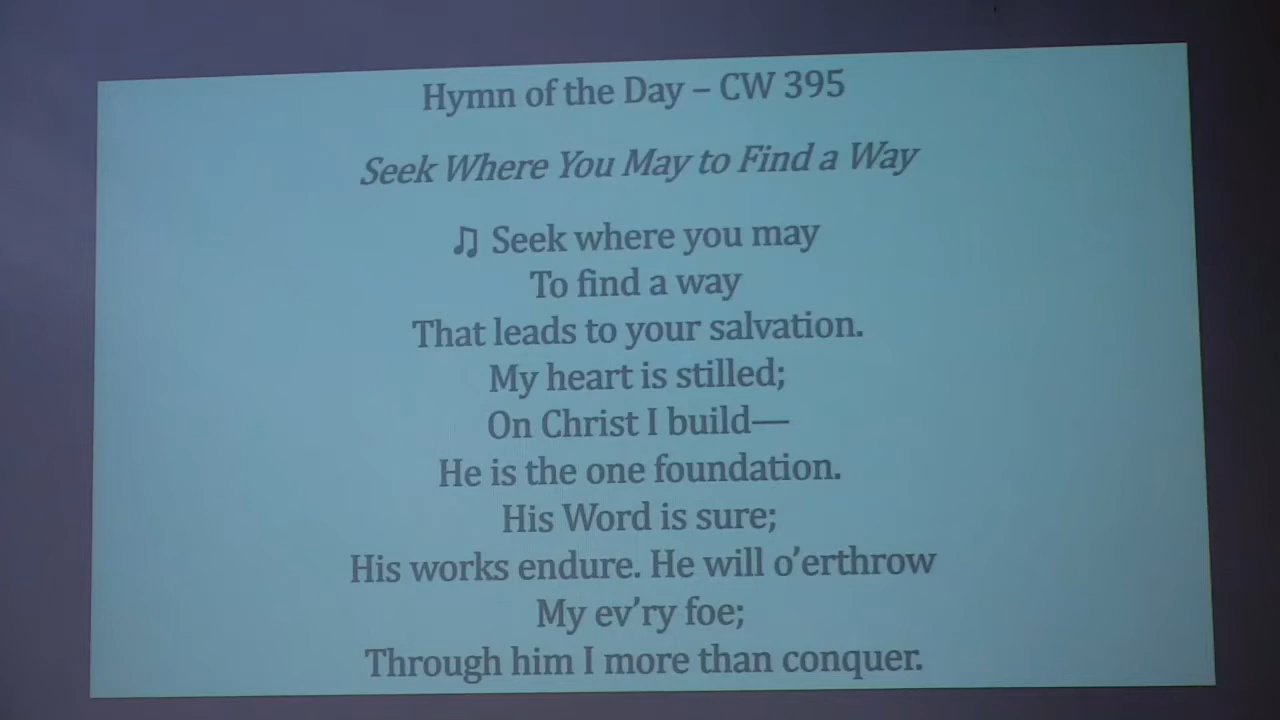 Hymn of the Day – CW 395
Seek Where You May to Find a Way
♫ Seek where you may
To find a way
That leads to your salvation.
My heart is stilled;
On Christ I build—
He is the one foundation.
His Word is sure;
His works endure. He will o’erthrow
My ev’ry foe;
Through him I more than conquer.